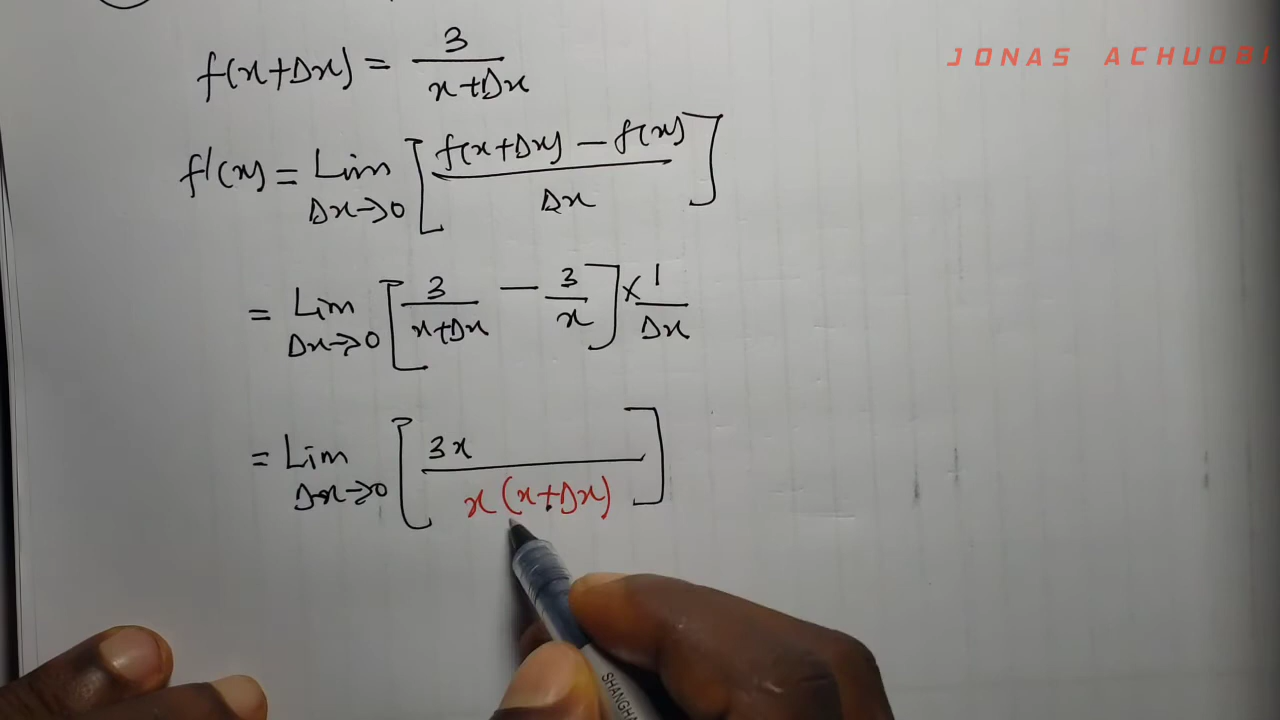 JONAS ACHUOBI
f(x+Δx) = 3/(x+Δx)
f'(x) = Lim Δx→0 [ (f(x+Δx) − f(x))/Δx ]
= Lim Δx→0 [ 3/(x+Δx) − 3/x ] × 1/Δx
= Lim Δx→0 [ 3x / x(x+Δx) ]